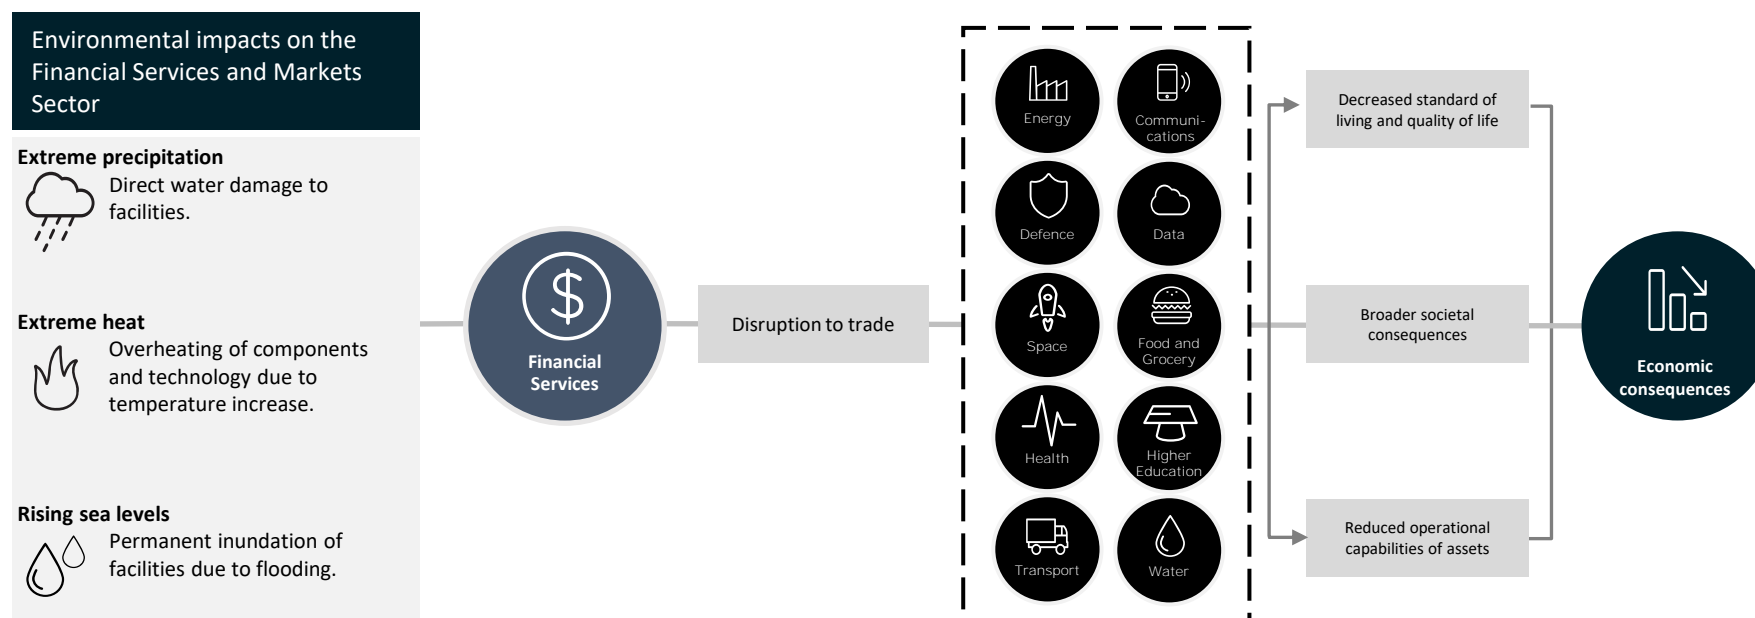 Environmental impacts on the
Financial Services and Markets
Sector
Extreme precipitation
Direct water damage to
facilities.
Extreme heat
Overheating of components
and technology due to
temperature increase.
Rising sea levels
Permanent inundation of
facilities due to flooding.
$
Financial
Services
Disruption to trade
Energy
Communi-
cations
Defence
Data
Space
Food and
Grocery
Health
Higher
Education
Transport
Water
Decreased standard of
living and quality of life
Broader societal
consequences
Reduced operational
capabilities of assets
Economic
consequences